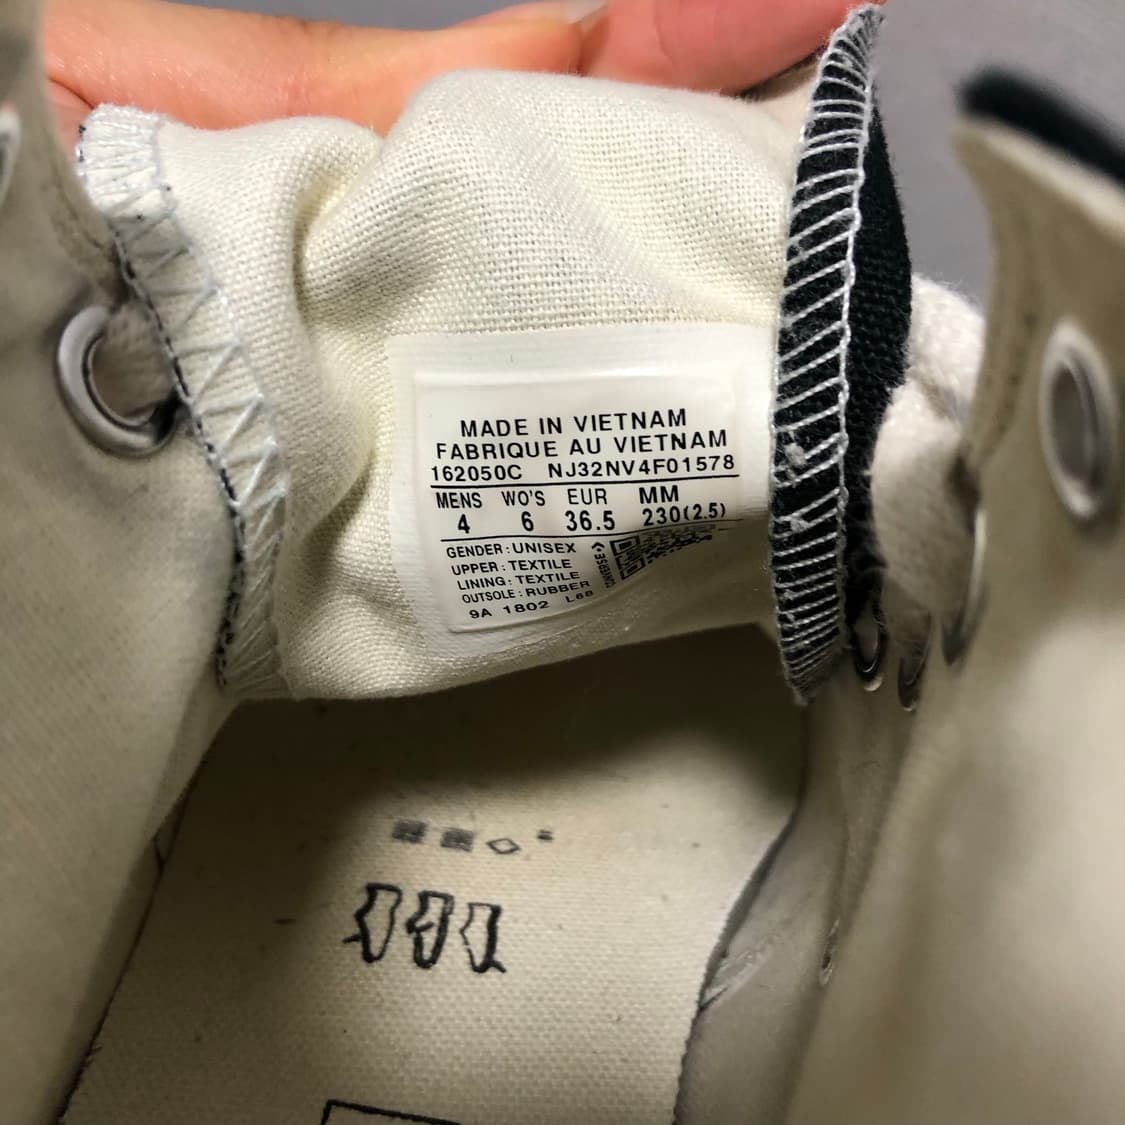 MADE IN VIETNAM
FABRIQUE AU VIETNAM
162050C NJ32NV4F01578
MENS WO'S EUR MM
4 6 36.5 230(2.5)
GENDER:UNISEX
UPPER:TEXTILE
LINING:TEXTILE
OUTSOLE:RUBBER
9A 1802
CONVERSE